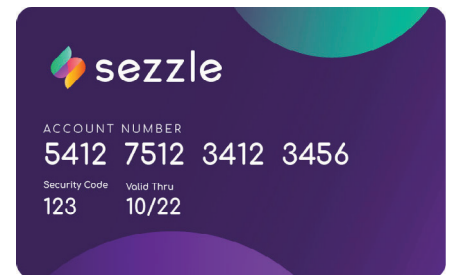 sezzle
ACCOUNT NUMBER
5412 7512 3412 3456
Security Code Valid Thru
123 10/22